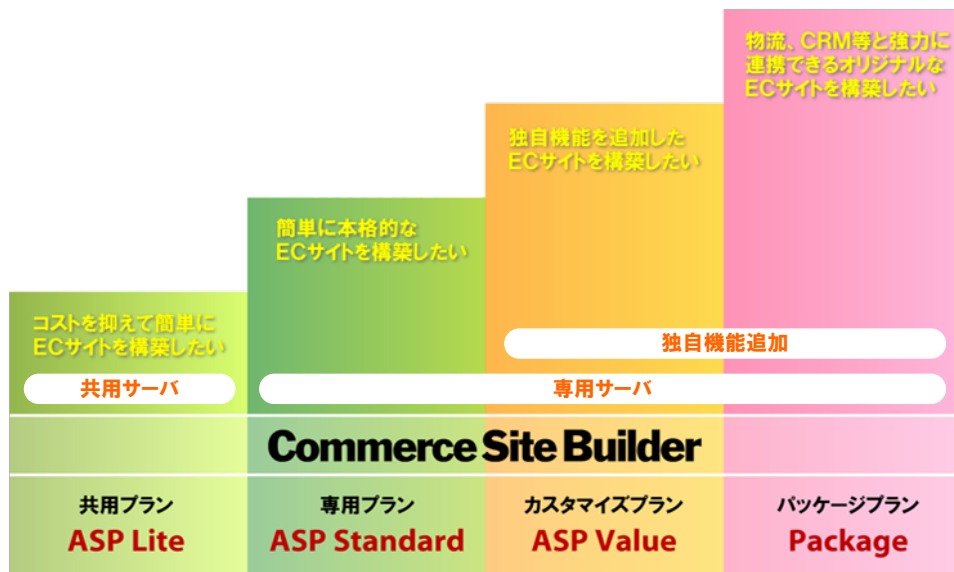 物流、CRM等と強力に
連携できるオリジナルな
ECサイトを構築したい
独自機能を追加した
ECサイトを構築したい
簡単に本格的な
ECサイトを構築したい
コストを抑えて簡単に
ECサイトを構築したい
独自機能追加
共用サーバ
専用サーバ
Commerce Site Builder
共用プラン
ASP Lite
専用プラン
ASP Standard
カスタマイズプラン
ASP Value
パッケージプラン
Package